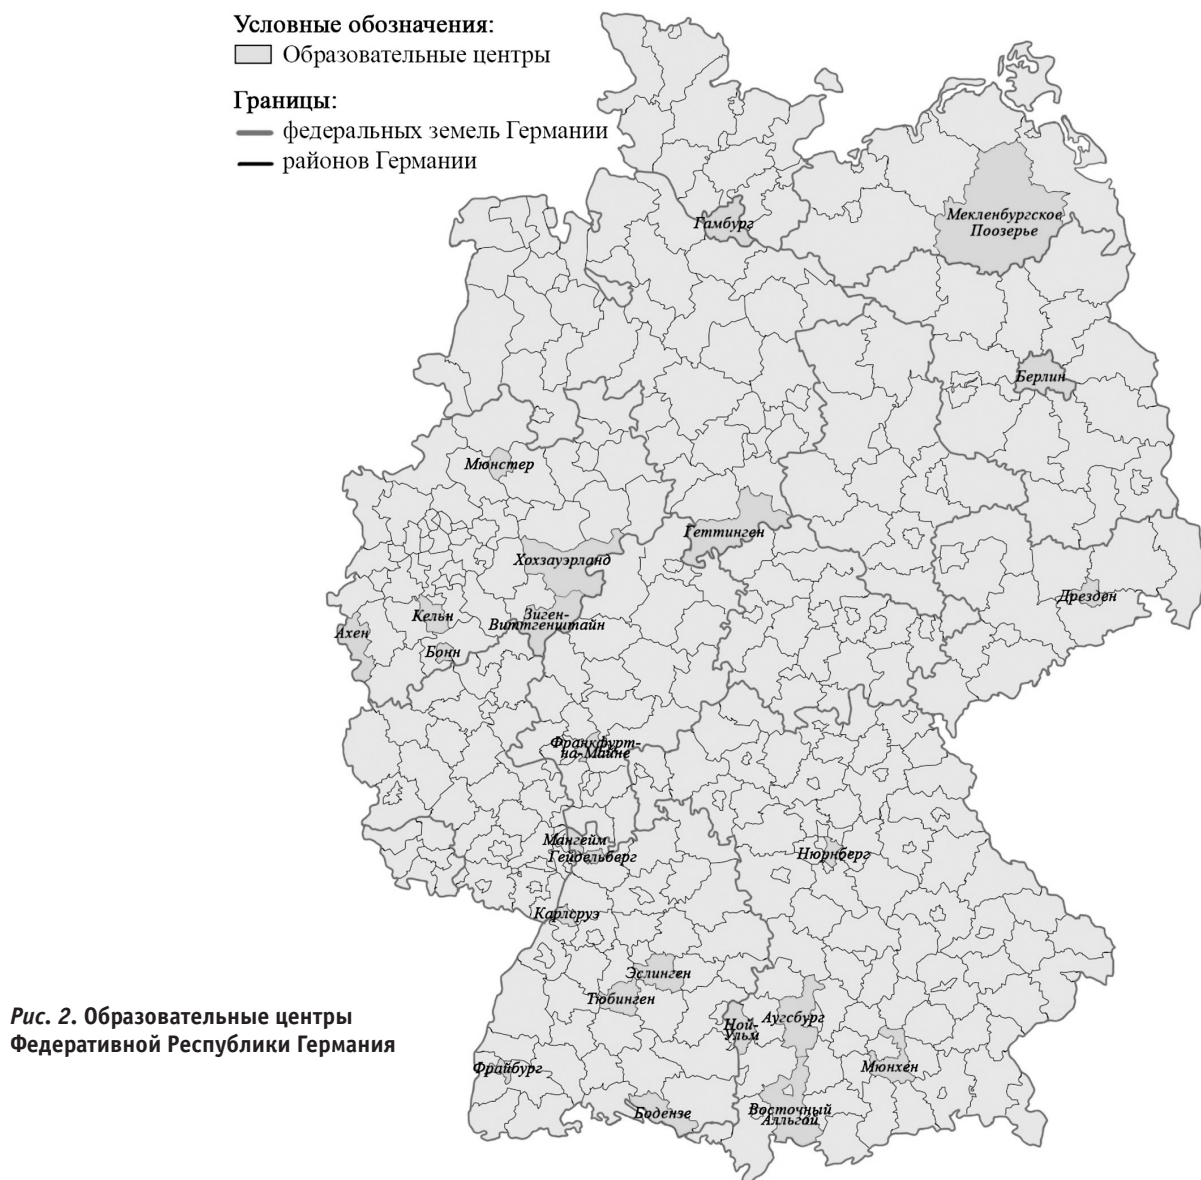 Условные обозначения:
Образовательные центры
Границы:
федеральных земель Германии
районов Германии
Гамбург
Мекленбургское
Поозерье
Берлин
Мюнстер
Геттинген
Хохзауэрланд
Дрезден
Кельн
Зиген-
Виттгенштайн
Ахен
Бонн
Франкфурт-
на-Майне
Мангейм
Гейдельберг
Нюрнберг
Карлсруэ
Эслинген
Тюбинген
Аугсбург
Ной-
Ульм
Фрайбург
Мюнхен
Бодензе
Восточный
Алльгой
Рис. 2. Образовательные центры
Федеративной Республики Германия